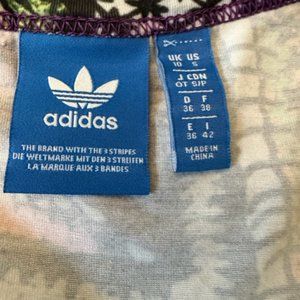 adidas
THE BRAND WITH THE 3 STRIPES
DIE WELTMARKE MIT DEN 3 STREIFEN
LA MARQUE AUX 3 BANDES
UK US
10 S
J CDN
OT S/P
D F
36 38
E I
36 42
MADE IN
CHINA